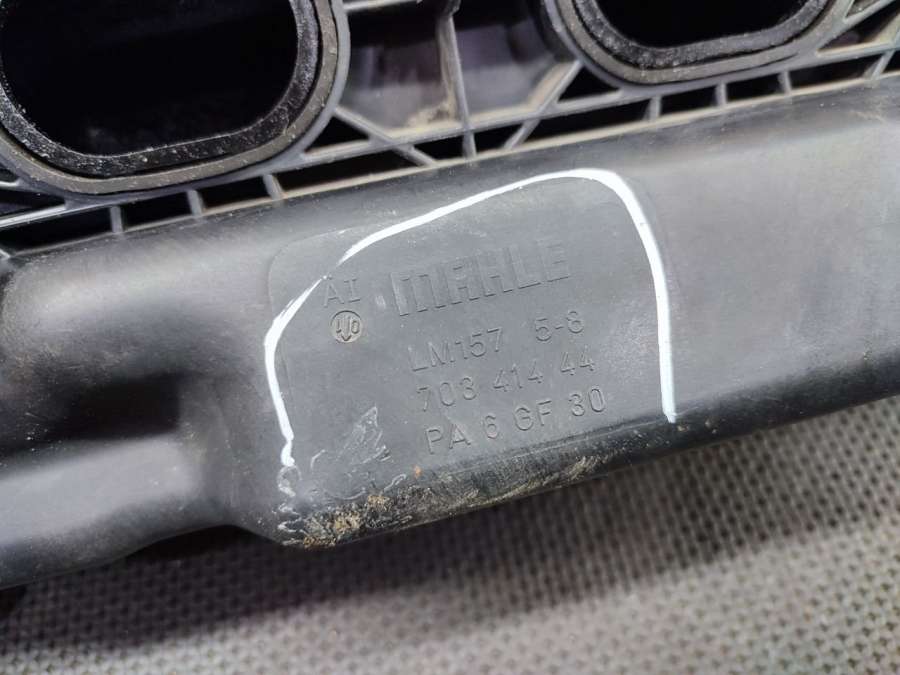 AI
MAHLE
LM157 5-8
703 414 44
PA 6 GF 30